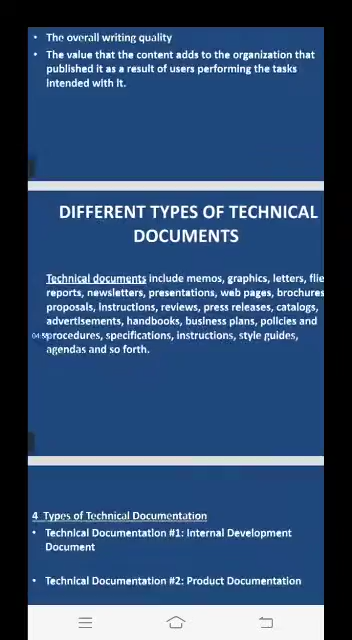 • The overall writing quality
• The value that the content adds to the organization that
published it as a result of users performing the tasks
intended with it.
DIFFERENT TYPES OF TECHNICAL
DOCUMENTS
Technical documents include memos, graphics, letters, flie
reports, newsletters, presentations, web pages, brochures
proposals, instructions, reviews, press releases, catalogs,
advertisements, handbooks, business plans, policies and
procedures, specifications, instructions, style guides,
agendas and so forth.
4 Types of Technical Documentation
• Technical Documentation #1: Internal Development
Document
• Technical Documentation #2: Product Documentation